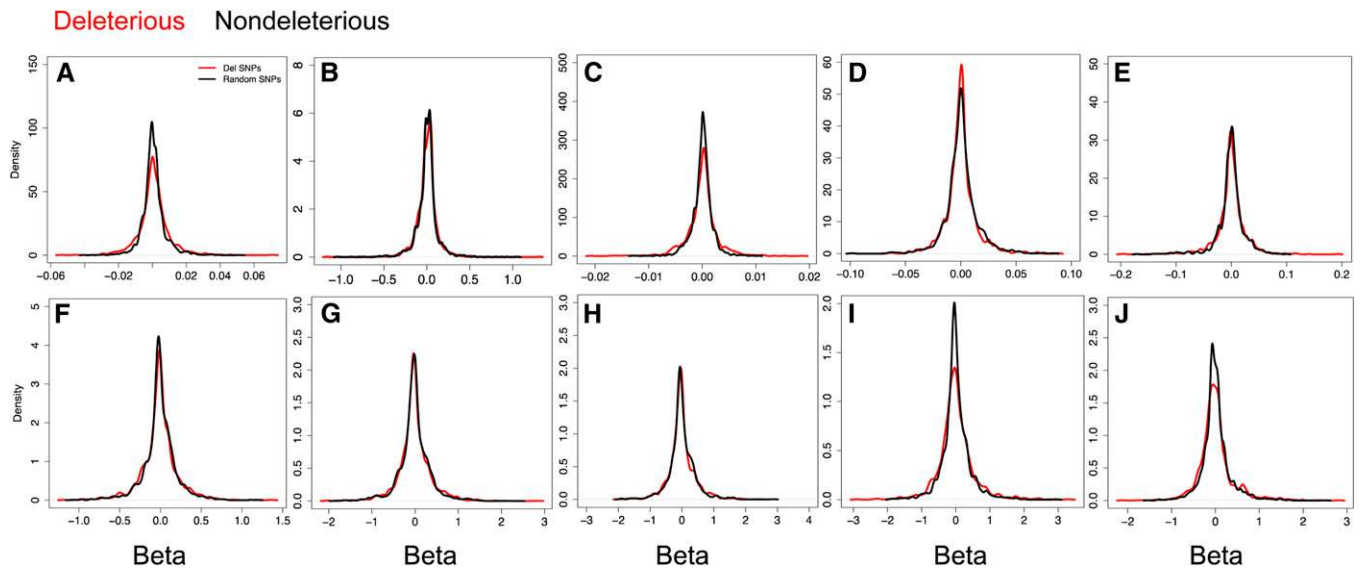 Deleterious Nondeleterious
A
Del SNPs
Random SNPs
Density
0 50 100 150
-0.06 -0.02 0.00 0.02 0.04 0.06
B
0 2 4 6 8
-1.0 -0.5 0.0 0.5 1.0
C
0 100 200 300 400 500
-0.02 -0.01 0.00 0.01 0.02
D
0 10 20 30 40 50 60
-0.10 -0.05 0.00 0.05 0.10
E
0 10 20 30 40 50
-0.2 -0.1 0.0 0.1 0.2
F
Density
0 1 2 3 4 5
-1.0 -0.5 0.0 0.5 1.0 1.5
G
0.0 0.5 1.0 1.5 2.0 2.5 3.0
-2 -1 0 1 2 3
H
0.0 0.5 1.0 1.5 2.0 2.5 3.0
-3 -2 -1 0 1 2 3 4
I
0.0 0.5 1.0 1.5 2.0
-3 -2 -1 0 1 2 3
J
0.0 0.5 1.0 1.5 2.0 2.5 3.0
-2 -1 0 1 2 3
Beta Beta Beta Beta Beta